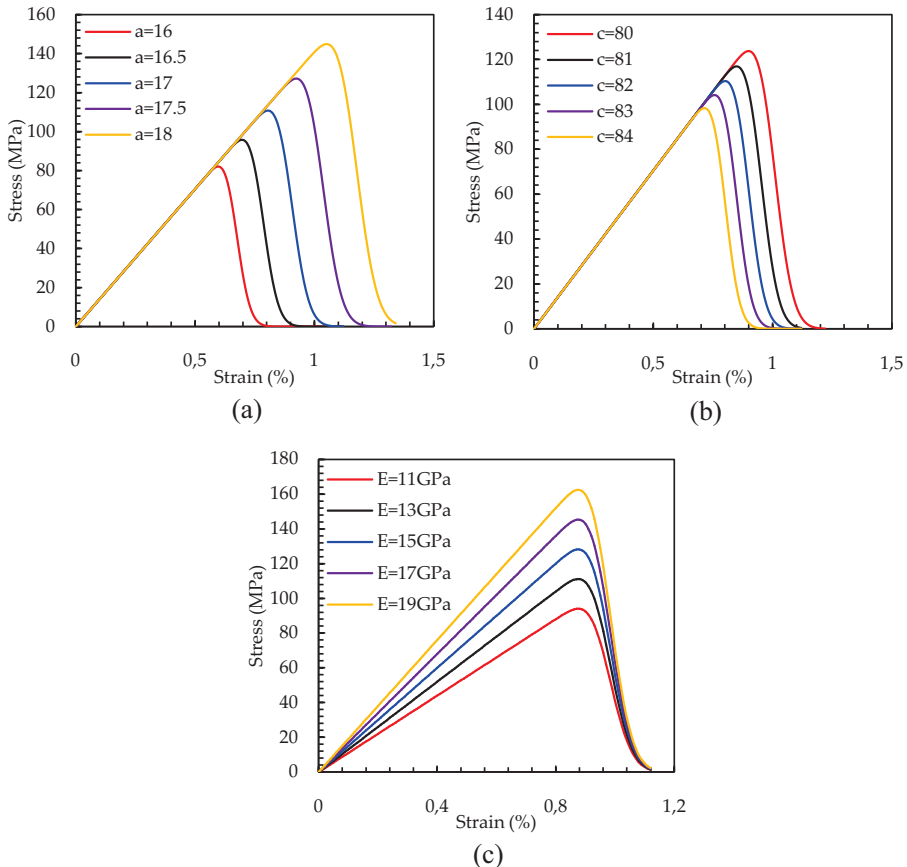 160
140
120
100
80
60
40
20
0
Stress (MPa)
a=16
a=16.5
a=17
a=17.5
a=18
0
0,5
1
1,5
Strain (%)
(a)
140
120
100
80
60
40
20
0
Stress (MPa)
c=80
c=81
c=82
c=83
c=84
0
0,5
1
1,5
Strain (%)
(b)
180
160
140
120
100
80
60
40
20
0
Stress (MPa)
E=11GPa
E=13GPa
E=15GPa
E=17GPa
E=19GPa
0
0,4
0,8
1,2
Strain (%)
(c)